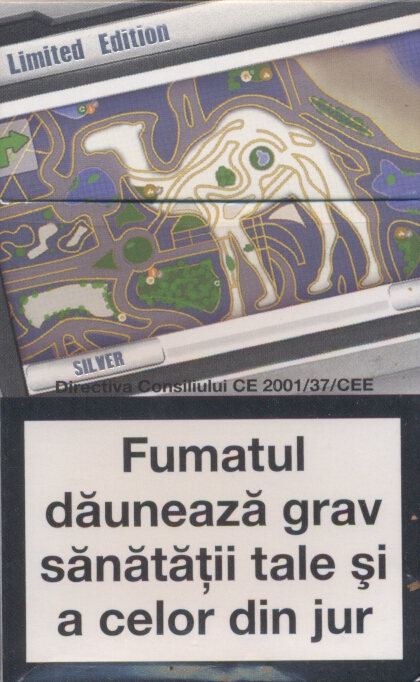 Limited Edition
SILVER
Directiva Consiliului CE 2001/37/CEE
Fumatul
dăunează grav
sănătăţii tale şi
a celor din jur